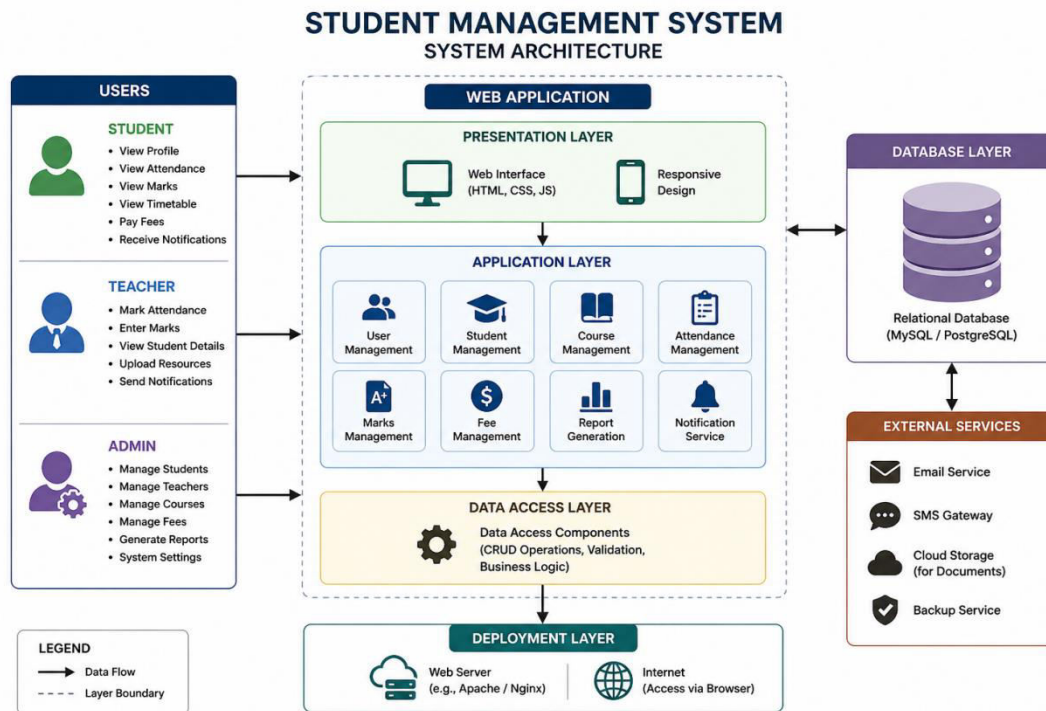 STUDENT MANAGEMENT SYSTEM
SYSTEM ARCHITECTURE
USERS
STUDENT
• View Profile
• View Attendance
• View Marks
• View Timetable
• Pay Fees
• Receive Notifications
TEACHER
• Mark Attendance
• Enter Marks
• View Student Details
• Upload Resources
• Send Notifications
ADMIN
• Manage Students
• Manage Teachers
• Manage Courses
• Manage Fees
• Generate Reports
• System Settings
LEGEND
Data Flow
Layer Boundary
WEB APPLICATION
PRESENTATION LAYER
Web Interface
(HTML, CSS, JS)
Responsive
Design
APPLICATION LAYER
User
Management
Student
Management
Course
Management
Attendance
Management
A+
Marks
Management
$
Fee
Management
Report
Generation
Notification
Service
DATA ACCESS LAYER
Data Access Components
(CRUD Operations, Validation,
Business Logic)
DEPLOYMENT LAYER
Web Server
(e.g., Apache / Nginx)
Internet
(Access via Browser)
DATABASE LAYER
Relational Database
(MySQL / PostgreSQL)
EXTERNAL SERVICES
Email Service
SMS Gateway
Cloud Storage
(for Documents)
Backup Service